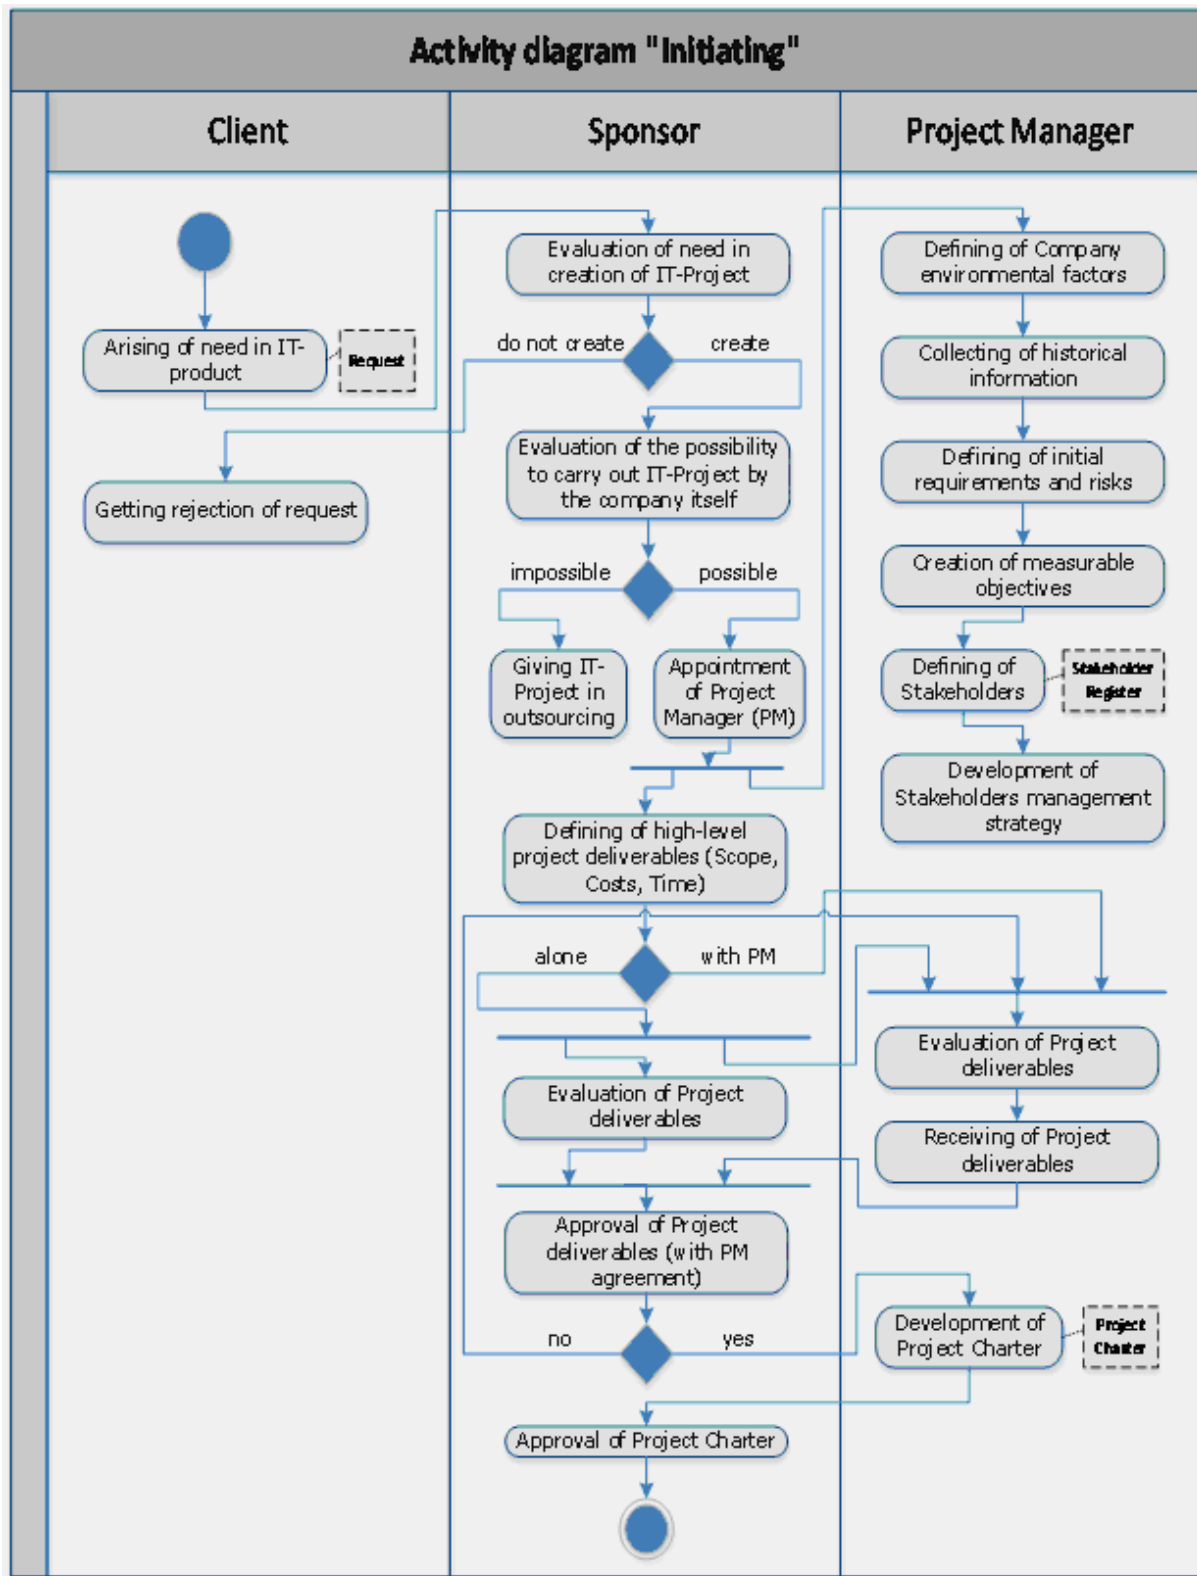 Activity diagram "Initiating"
Client
Sponsor
Project Manager
Arising of need in IT-
product
Request
Getting rejection of request
Evaluation of need in
creation of IT-Project
do not create
create
Evaluation of the possibility
to carry out IT-Project by
the company itself
impossible
possible
Giving IT-
Project in
outsourcing
Appointment
of Project
Manager (PM)
Defining of high-level
project deliverables (Scope,
Costs, Time)
alone
with PM
Evaluation of Project
deliverables
Approval of Project
deliverables (with PM
agreement)
no
yes
Approval of Project Charter
Defining of Company
environmental factors
Collecting of historical
information
Defining of initial
requirements and risks
Creation of measurable
objectives
Defining of
Stakeholders
Stakeholder
Register
Development of
Stakeholders management
strategy
Evaluation of Project
deliverables
Receiving of Project
deliverables
Development of
Project Charter
Project
Charter